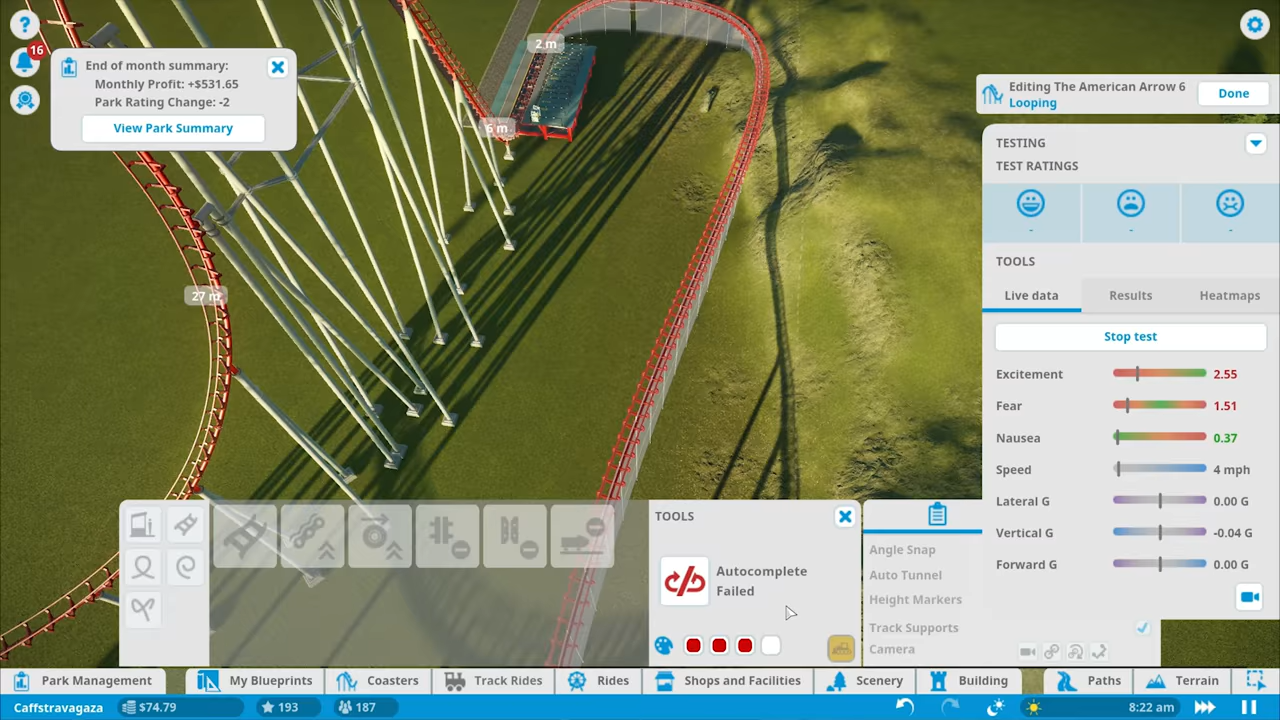 ?
16
End of month summary:
Monthly Profit: +$531.65
Park Rating Change: -2
View Park Summary
2 m
6 m
27 m
Editing The American Arrow 6
Looping
Done
TESTING
TEST RATINGS
-
-
-
TOOLS
Live data
Results
Heatmaps
Stop test
Excitement
2.55
Fear
1.51
Nausea
0.37
Speed
4 mph
Lateral G
0.00 G
Vertical G
-0.04 G
Forward G
0.00 G
TOOLS
Autocomplete
Failed
Angle Snap
Auto Tunnel
Height Markers
Track Supports
Camera
Park Management
My Blueprints
Coasters
Track Rides
Rides
Shops and Facilities
Scenery
Building
Paths
Terrain
Caffstravagaza
$74.79
193
187
8:22 am